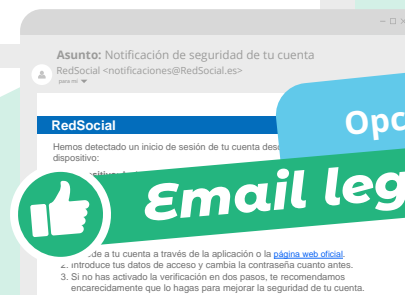 Asunto: Notificación de seguridad de tu cuenta
RedSocial <notificaciones@RedSocial.es>
para mí
RedSocial
Opc
Hemos detectado un inicio de sesión de tu cuenta desc
dispositivo:
Email leg
a tu cuenta a través de la aplicación o la página web oficial.
2. Introduce tus datos de acceso y cambia la contraseña cuanto antes.
3. Si no has activado la verificación en dos pasos, te recomendamos
encarecidamente que lo hagas para mejorar la seguridad de tu cuenta.